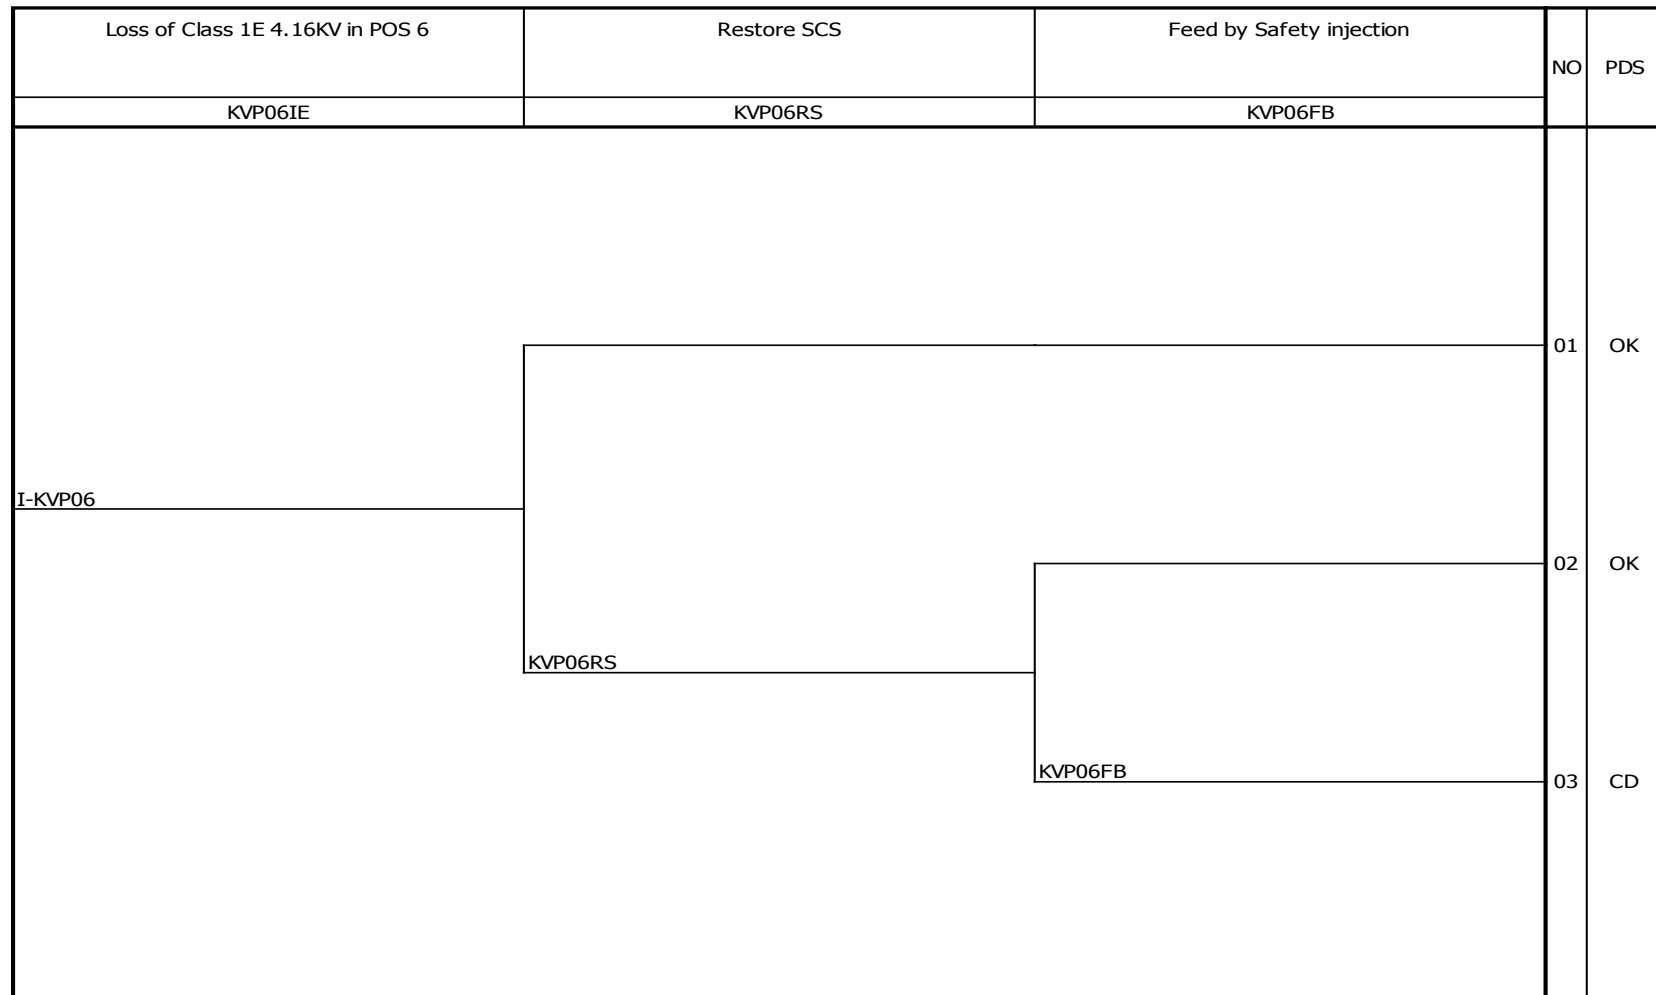 Loss of Class 1E 4.16KV in POS 6
Restore SCS
Feed by Safety injection
NO
PDS
KVP06IE
KVP06RS
KVP06FB
01
OK
I-KVP06
02
OK
KVP06RS
KVP06FB
03
CD